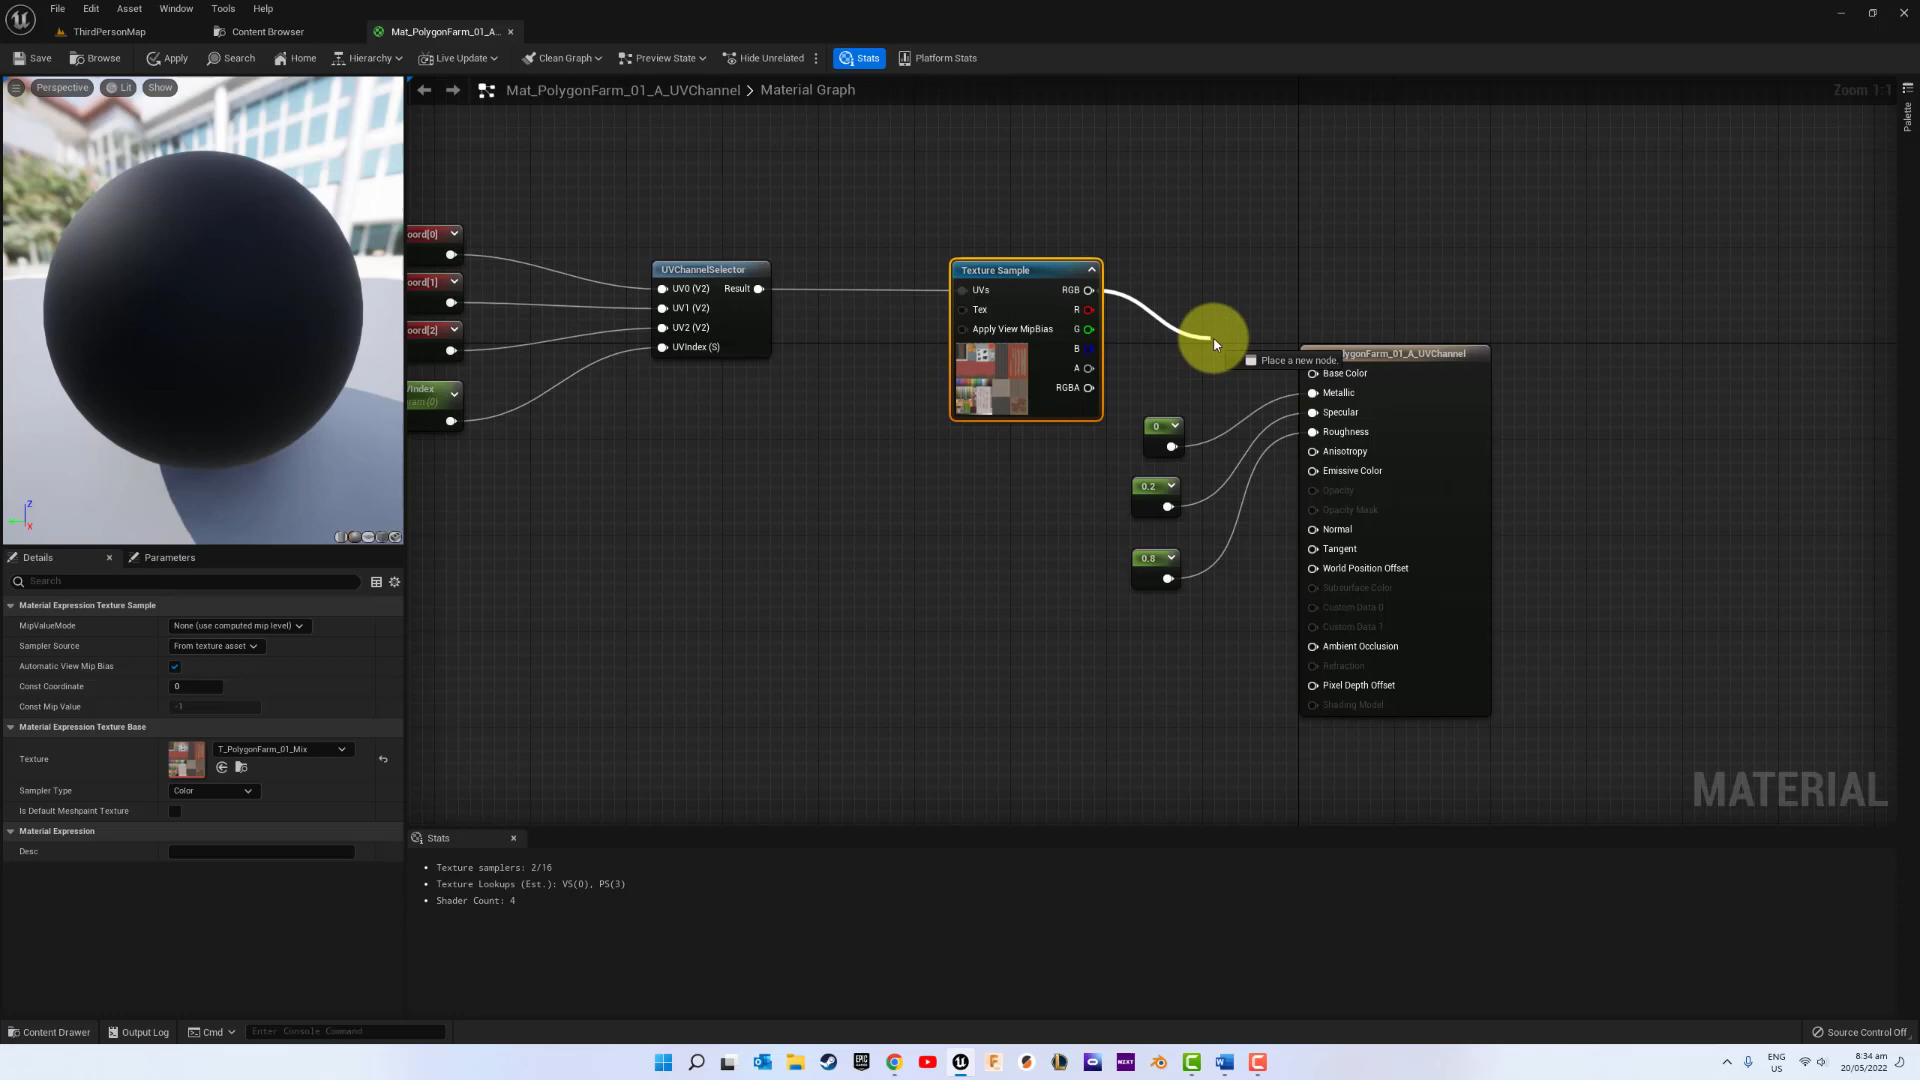 File Edit Asset Window Tools Help
ThirdPersonMap Content Browser Mat_PolygonFarm_01_A...
Save Browse Apply Search Home Hierarchy Live Update Clean Graph Preview State Hide Unrelated Stats Platform Stats
Perspective Lit Show
Mat_PolygonFarm_01_A_UVChannel > Material Graph
Zoom 1:1
Palette
oord[0]
oord[1]
oord[2]
VIndex
ram (0)
UVChannelSelector
UV0 (V2) Result
UV1 (V2)
UV2 (V2)
UVIndex (S)
Texture Sample
UVs RGB
Tex R
Apply View MipBias G
B
A
RGBA
Place a new node.
lygonFarm_01_A_UVChannel
Base Color
Metallic
Specular
Roughness
Anisotropy
Emissive Color
Opacity
Opacity Mask
Normal
Tangent
World Position Offset
Subsurface Color
Custom Data 0
Custom Data 1
Ambient Occlusion
Refraction
Pixel Depth Offset
Shading Model
0
0.2
0.8
MATERIAL
Z
X
Details Parameters
Search
Material Expression Texture Sample
MipValueMode None (use computed mip level)
Sampler Source From texture asset
Automatic View Mip Bias
Const Coordinate 0
Const Mip Value -1
Material Expression Texture Base
Texture T_PolygonFarm_01_Mix
Sampler Type Color
Is Default Meshpaint Texture
Material Expression
Desc
Stats
Texture samplers: 2/16
Texture Lookups (Est.): VS(0), PS(3)
Shader Count: 4
Content Drawer Output Log Cmd Enter Console Command Source Control Off
EPIC GAMES
NZXT
ENG
US
8:34 am
20/05/2022